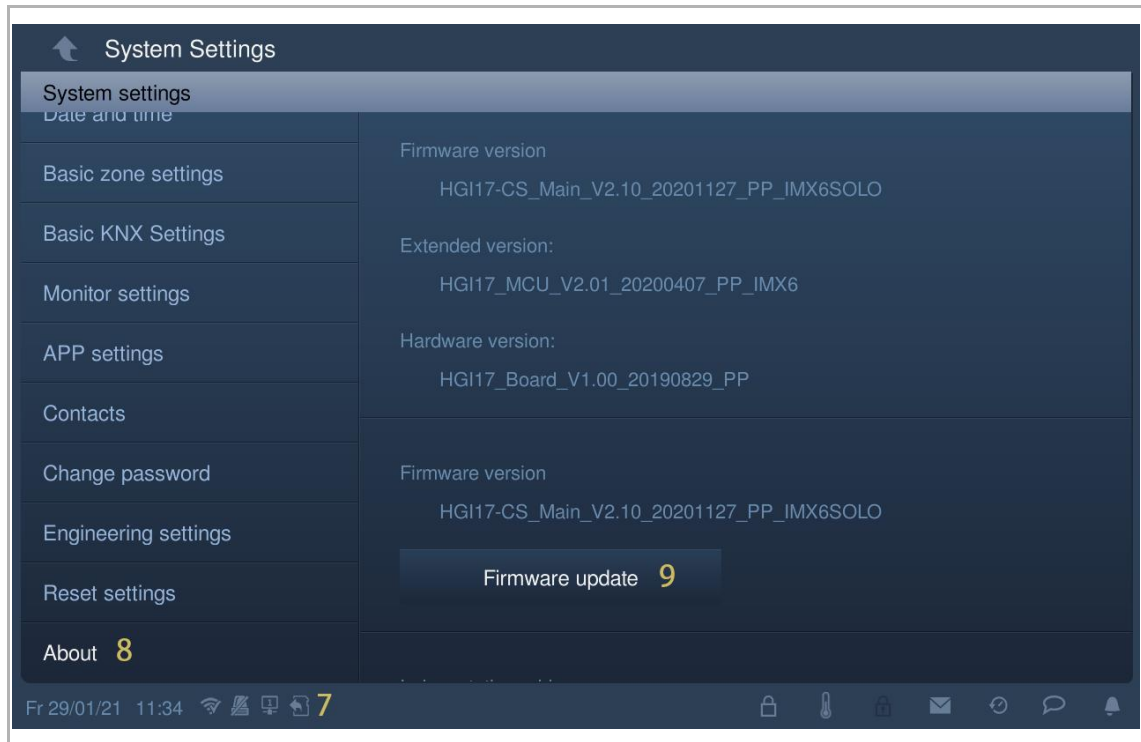 System Settings
System settings
Date and time
Basic zone settings
Basic KNX Settings
Monitor settings
APP settings
Contacts
Change password
Engineering settings
Reset settings
About 8
Firmware version
HGI17-CS_Main_V2.10_20201127_PP_IMX6SOLO
Extended version:
HGI17_MCU_V2.01_20200407_PP_IMX6
Hardware version:
HGI17_Board_V1.00_20190829_PP
Firmware version
HGI17-CS_Main_V2.10_20201127_PP_IMX6SOLO
Firmware update 9
Fr 29/01/21 11:34 7